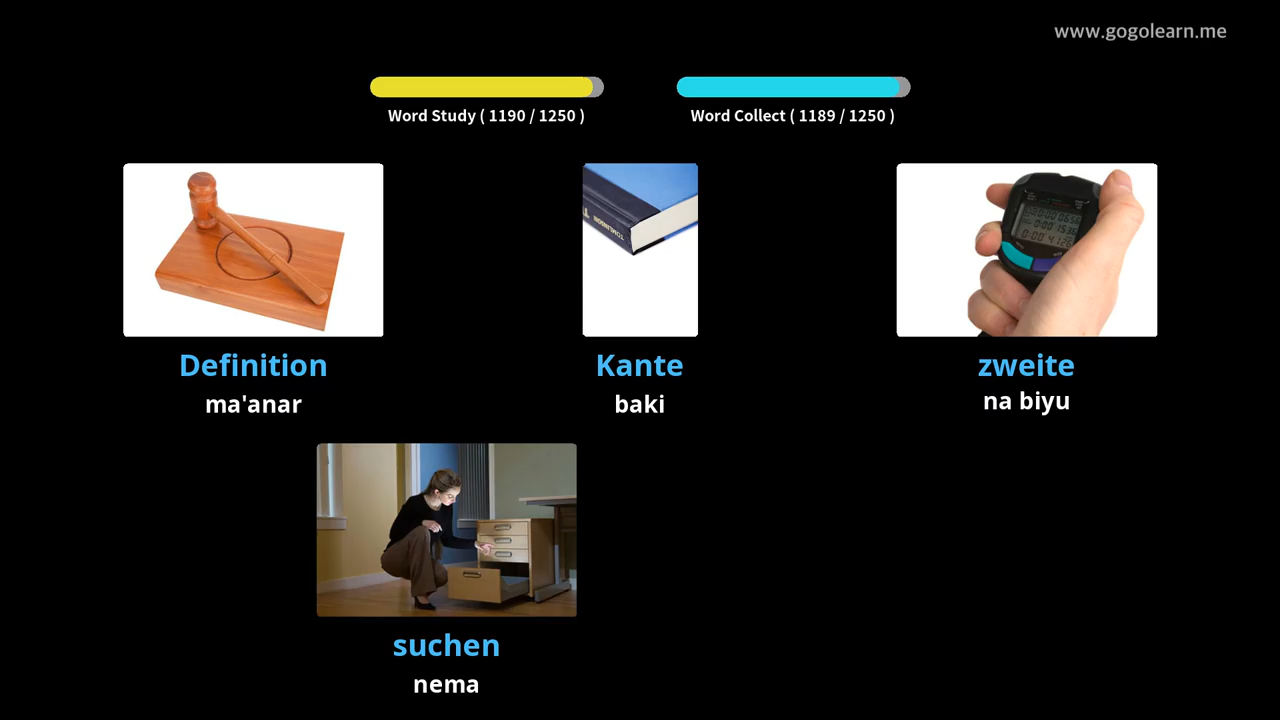 www.gogolearn.me
Word Study ( 1190 / 1250 )
Word Collect ( 1189 / 1250 )
TOMLINSON
Definition
Kante
zweite
ma'anar
baki
na biyu
suchen
nema